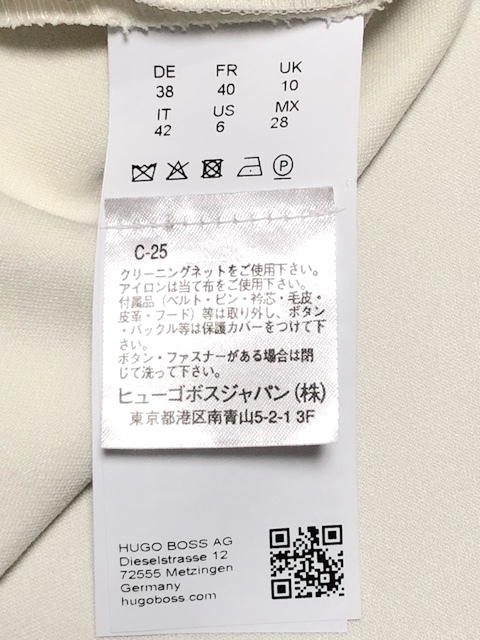 DE FR UK
38 40 10
IT US MX
42 6 28
P
C-25
クリーニングネットをご使用下さい。
アイロンは当て布をご使用下さい。
付属品（ベルト・ピン・衿芯・毛皮・
皮革・フード）等は取り外し、ボタン
・バックル等は保護カバーをつけて下
さい。
ボタン・ファスナーがある場合は閉
じて洗って下さい。
ヒューゴボスジャパン（株）
東京都港区南青山5-2-1 3F
HUGO BOSS AG
Dieselstrasse 12
72555 Metzingen
Germany
hugoboss.com